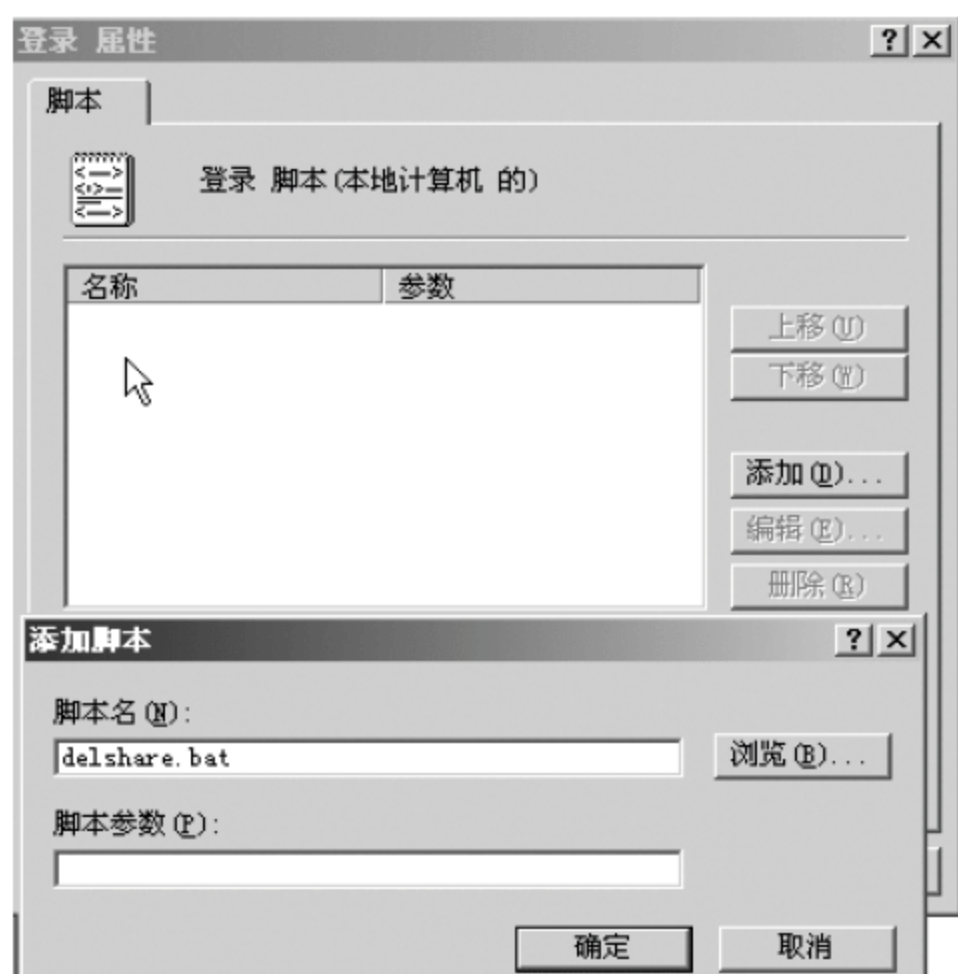 登录 属性
脚本
登录 脚本(本地计算机 的)
名称 参数
上移(U)
下移(W)
添加(D)...
编辑(E)...
删除(R)
添加脚本
脚本名(N):
delshare.bat
浏览(B)...
脚本参数(P):
确定 取消